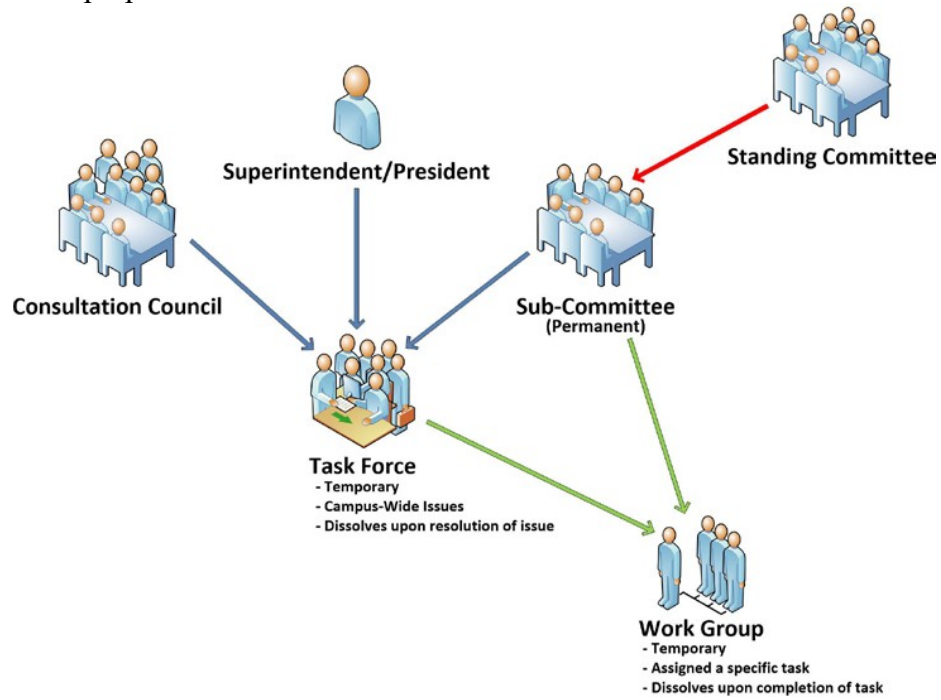 Superintendent/President
Standing Committee
Consultation Council
Sub-Committee
(Permanent)
Task Force
- Temporary
- Campus-Wide Issues
- Dissolves upon resolution of issue
Work Group
- Temporary
- Assigned a specific task
- Dissolves upon completion of task